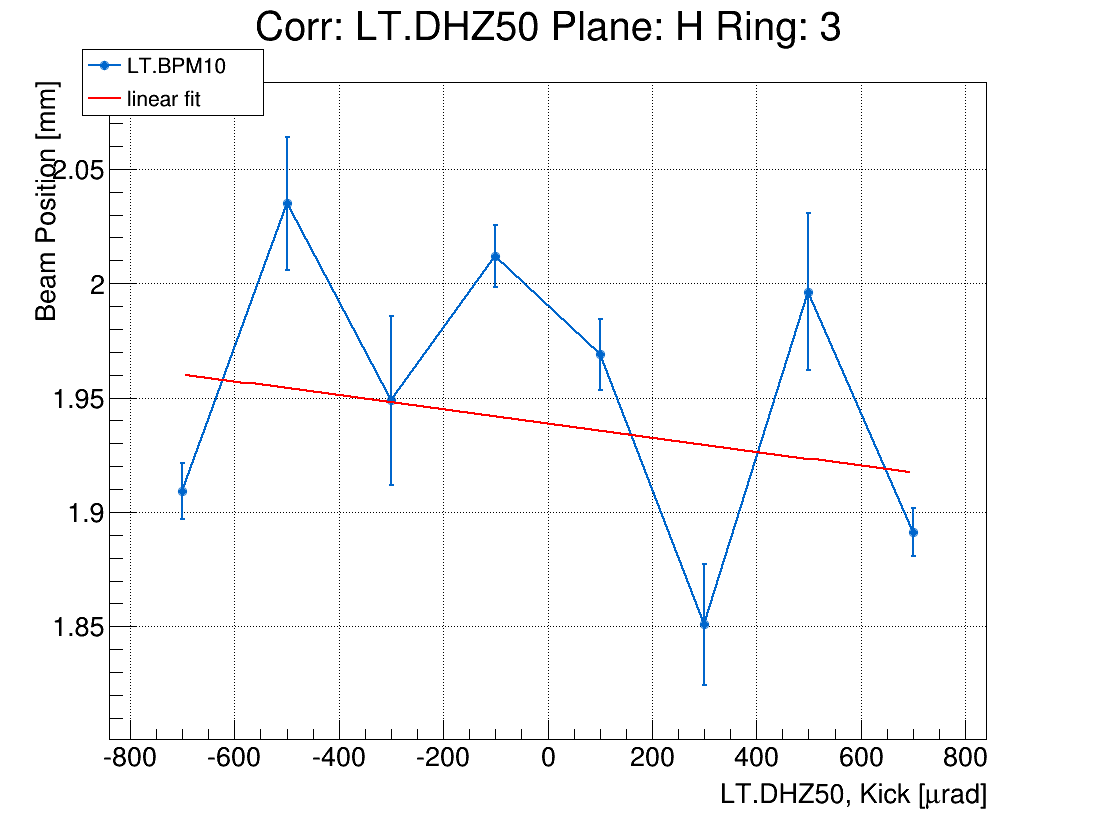 Corr: LT.DHZ50 Plane: H Ring: 3
LT.BPM10
linear fit
Beam Position [mm]
2.05
2
1.95
1.9
1.85
-800 -600 -400 -200 0 200 400 600 800
LT.DHZ50, Kick [μrad]